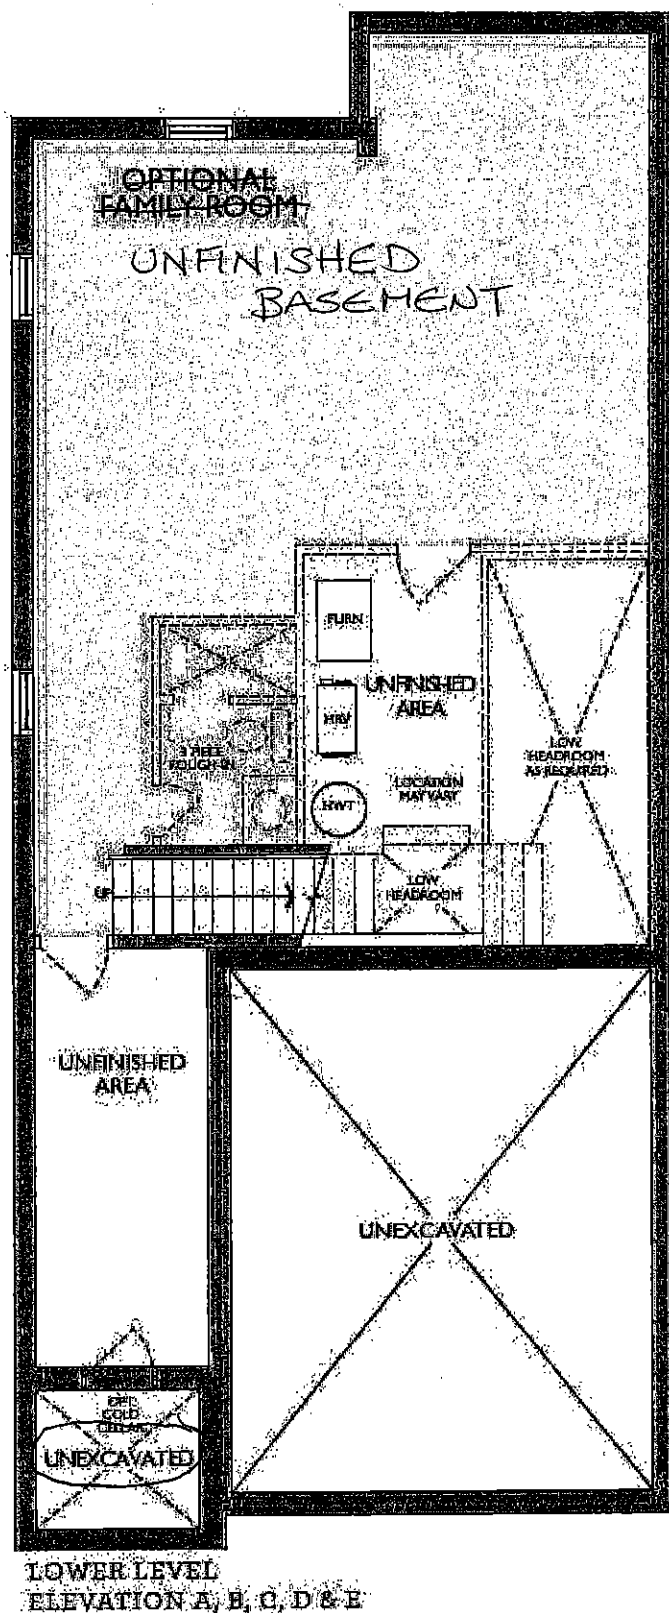 OPTIONAL
FAMILY ROOM
UNFINISHED
BASEMENT
FURN
UNFINISHED
AREA
HRV
3 PIECE
ROUGH-IN
LOW
HEADROOM
AS REQUIRED
LOCATION
MAY VARY
HWT
LOW
HEADROOM
UP
UNFINISHED
AREA
UNEXCAVATED
OPT.
COLD
CELLAR
UNEXCAVATED
LOWER LEVEL
ELEVATION A, B, C, D & E